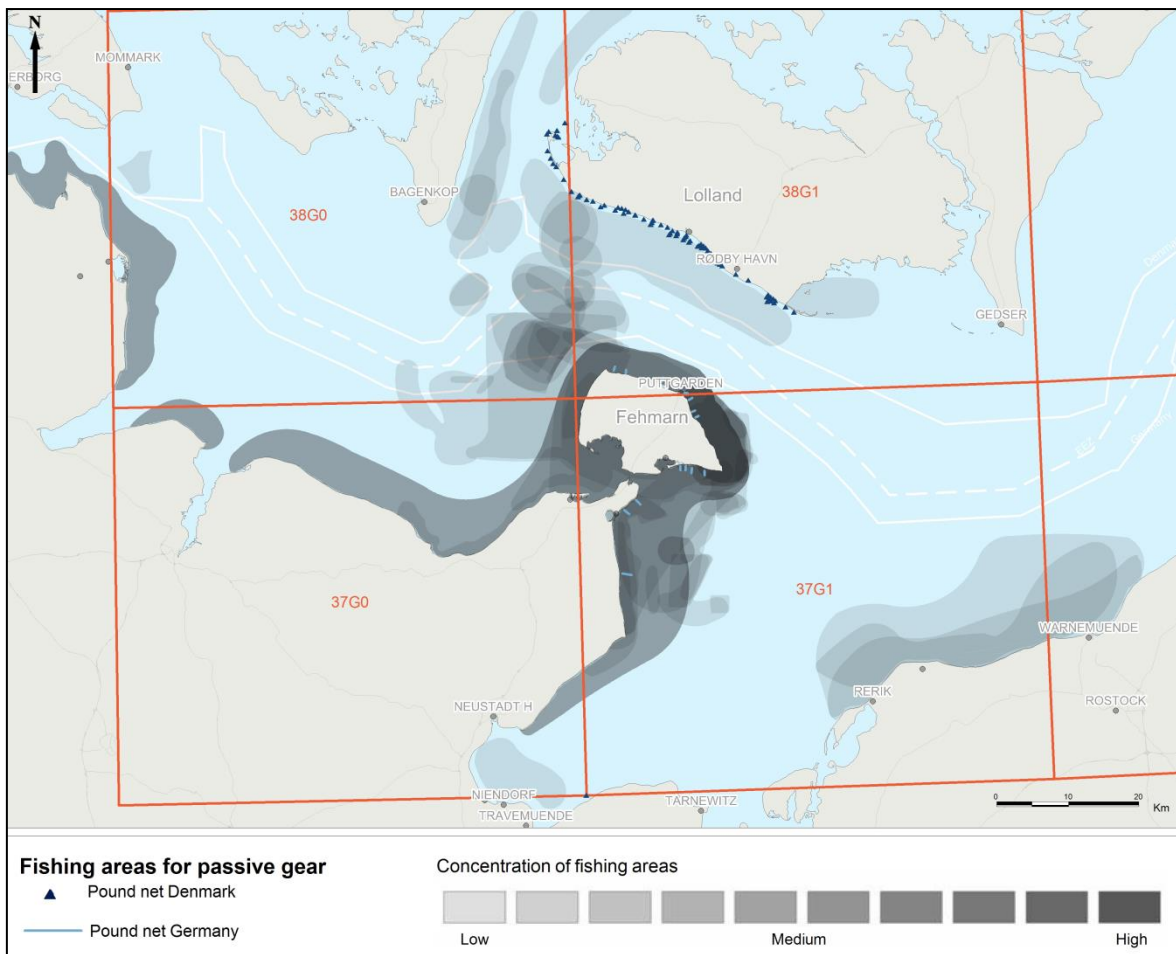 N
MOMMARK
ERBORG
BAGENKOP
38G0
Lolland
38G1
RØDBY HAVN
GEDSER
PUTTGARDEN
Fehmarn
37G0
37G1
WARNEMUENDE
NEUSTADT H
RERIK
ROSTOCK
NIENDORF
TRAVEMUENDE
TARNEWITZ
0 10 20
Km
Fishing areas for passive gear
Pound net Denmark
Pound net Germany
Concentration of fishing areas
Low Medium High